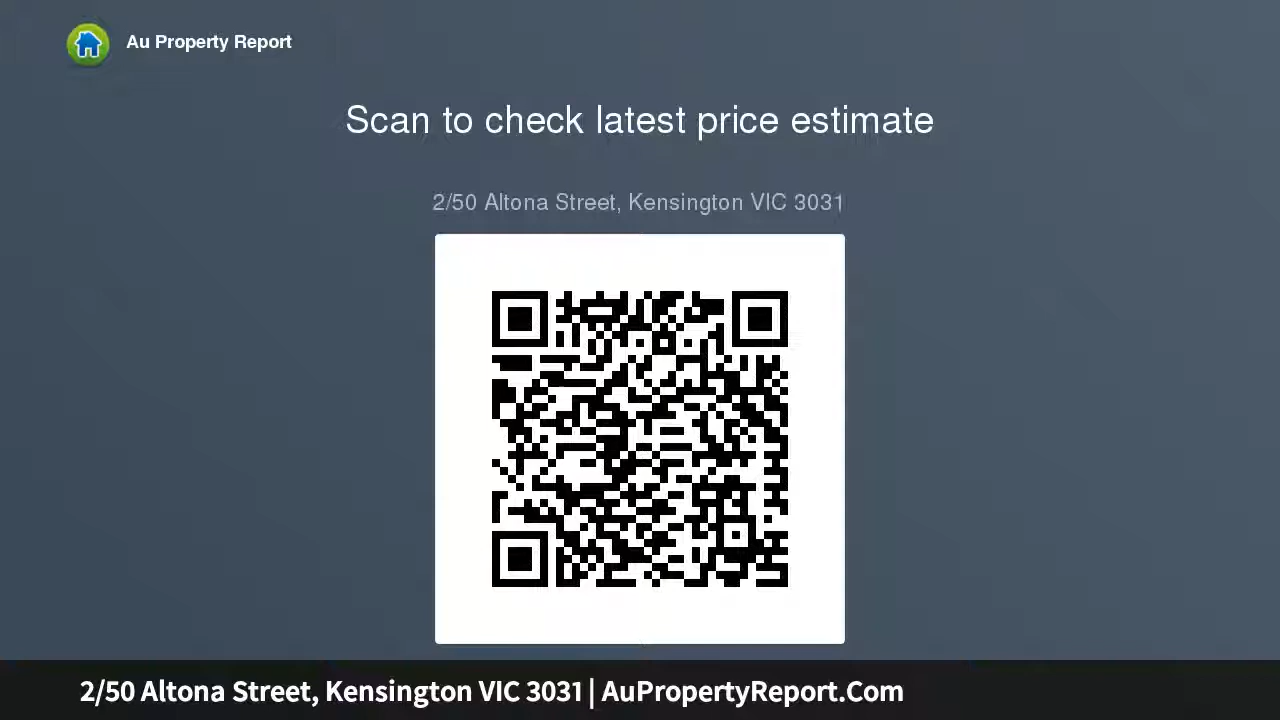 Au Property Report
Scan to check latest price estimate
2/50 Altona Street, Kensington VIC 3031
2/50 Altona Street, Kensington VIC 3031 | AuPropertyReport.Com